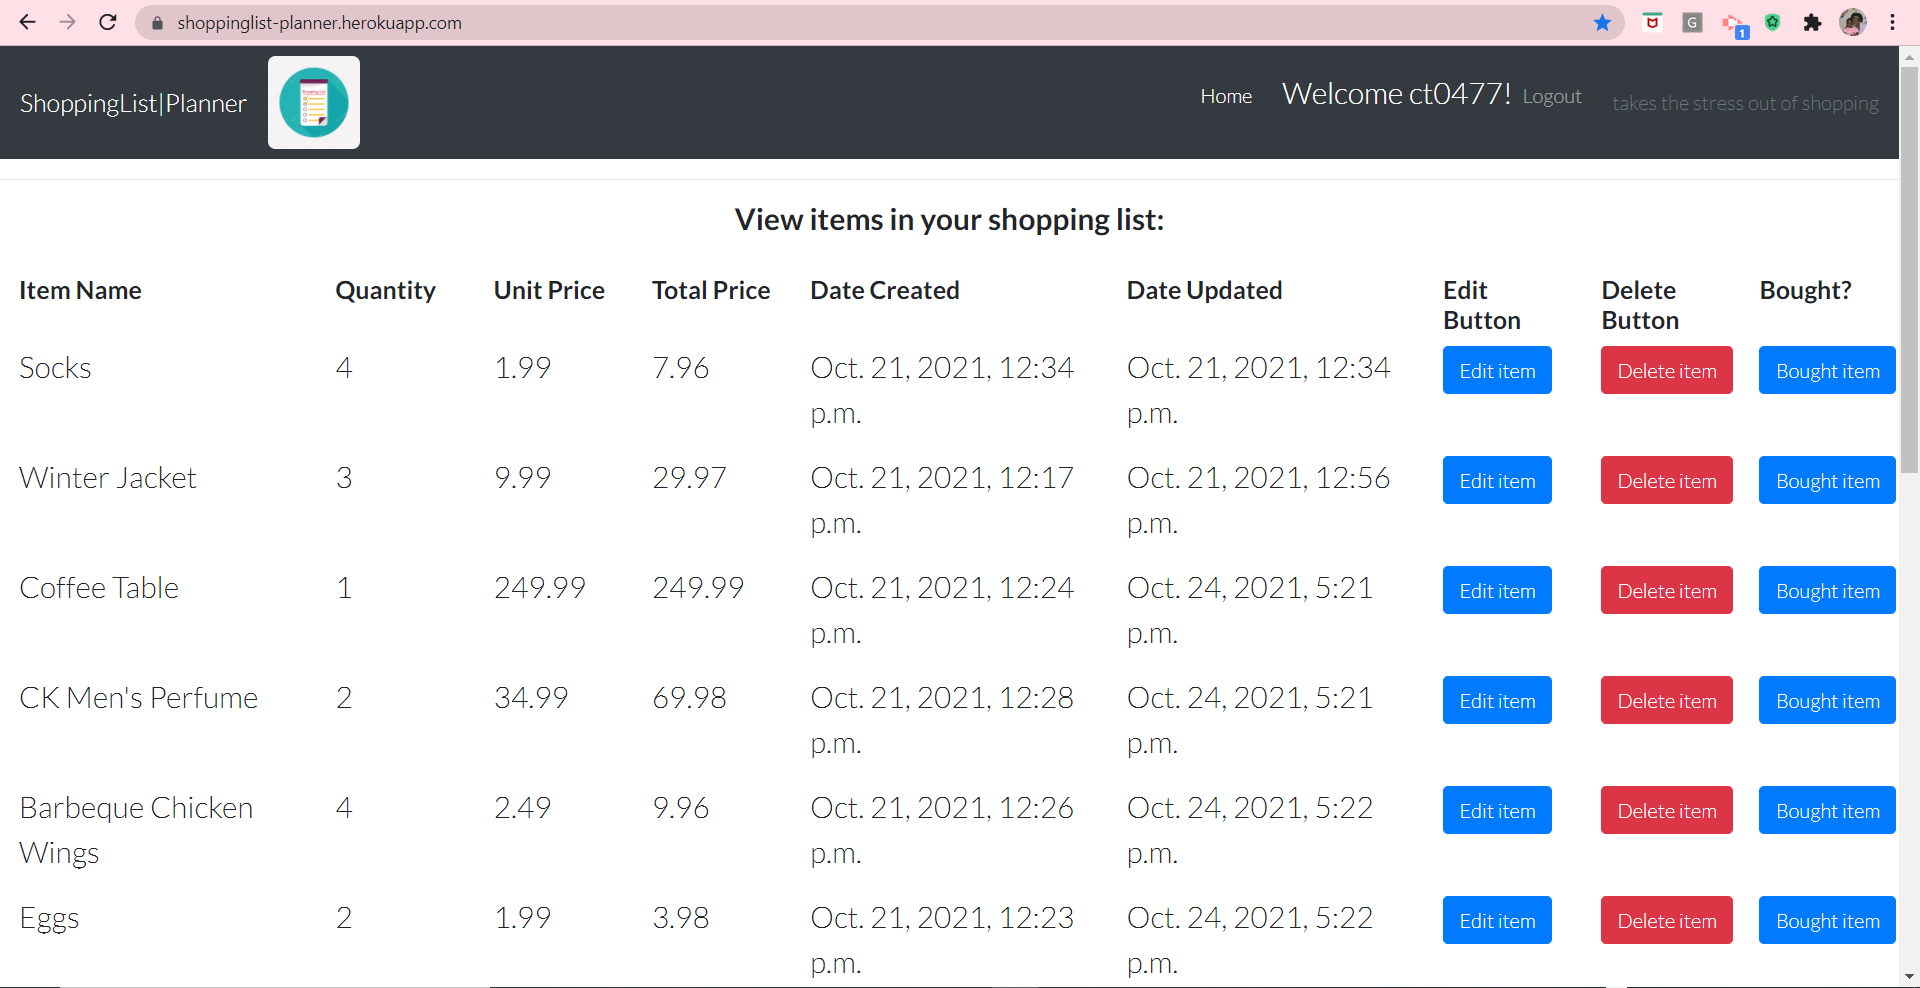 shoppinglist-planner.herokuapp.com
G
1
ShoppingList|Planner
Shopping List
Home Welcome ct0477! Logout takes the stress out of shopping
View items in your shopping list:
Item Name Quantity Unit Price Total Price Date Created Date Updated Edit Delete Bought?
Button Button
Socks 4 1.99 7.96 Oct. 21, 2021, 12:34 Oct. 21, 2021, 12:34 Edit item Delete item Bought item
p.m. p.m.
Winter Jacket 3 9.99 29.97 Oct. 21, 2021, 12:17 Oct. 21, 2021, 12:56 Edit item Delete item Bought item
p.m. p.m.
Coffee Table 1 249.99 249.99 Oct. 21, 2021, 12:24 Oct. 24, 2021, 5:21 Edit item Delete item Bought item
p.m. p.m.
CK Men's Perfume 2 34.99 69.98 Oct. 21, 2021, 12:28 Oct. 24, 2021, 5:21 Edit item Delete item Bought item
p.m. p.m.
Barbeque Chicken 4 2.49 9.96 Oct. 21, 2021, 12:26 Oct. 24, 2021, 5:22 Edit item Delete item Bought item
Wings p.m. p.m.
Eggs 2 1.99 3.98 Oct. 21, 2021, 12:23 Oct. 24, 2021, 5:22 Edit item Delete item Bought item
p.m. p.m.